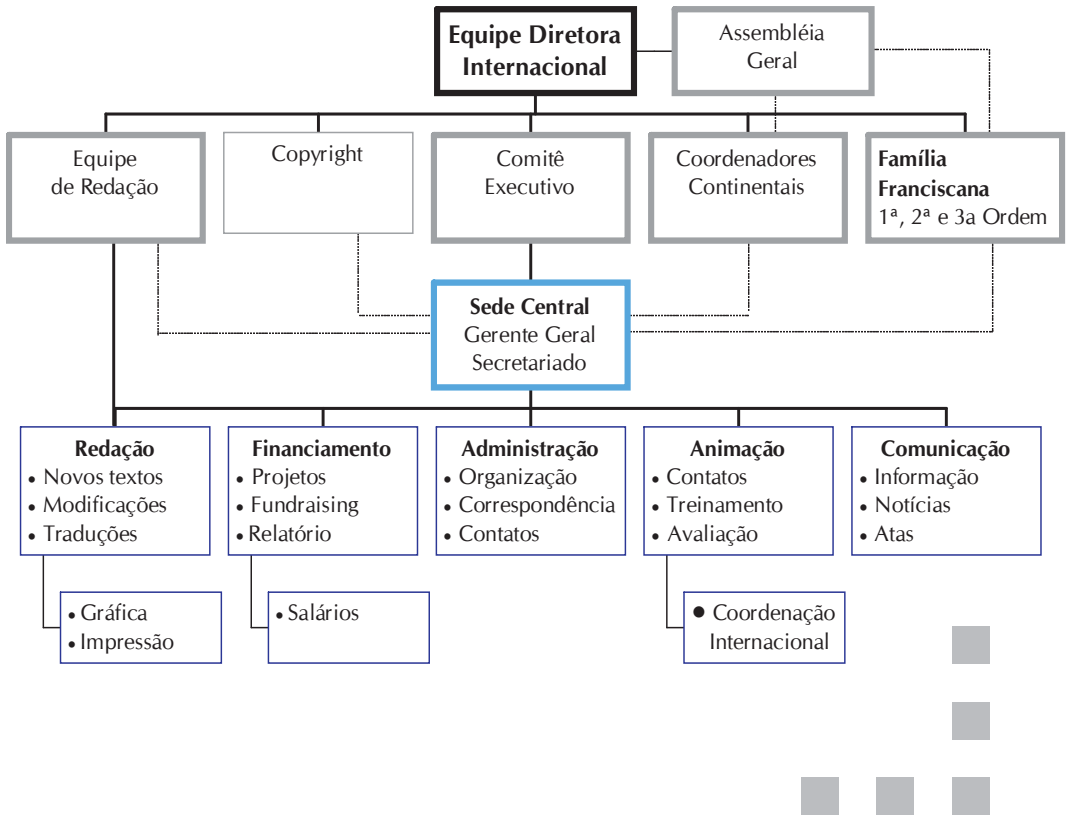 Equipe Diretora
Internacional
Assembléia
Geral
Equipe
de Redação
Copyright
Comitê
Executivo
Coordenadores
Continentais
Família
Franciscana
1ª, 2ª e 3a Ordem
Sede Central
Gerente Geral
Secretariado
Redação
• Novos textos
• Modificações
• Traduções
Financiamento
• Projetos
• Fundraising
• Relatório
Administração
• Organização
• Correspondência
• Contatos
Animação
• Contatos
• Treinamento
• Avaliação
Comunicação
• Informação
• Notícias
• Atas
• Gráfica
• Impressão
• Salários
• Coordenação
Internacional